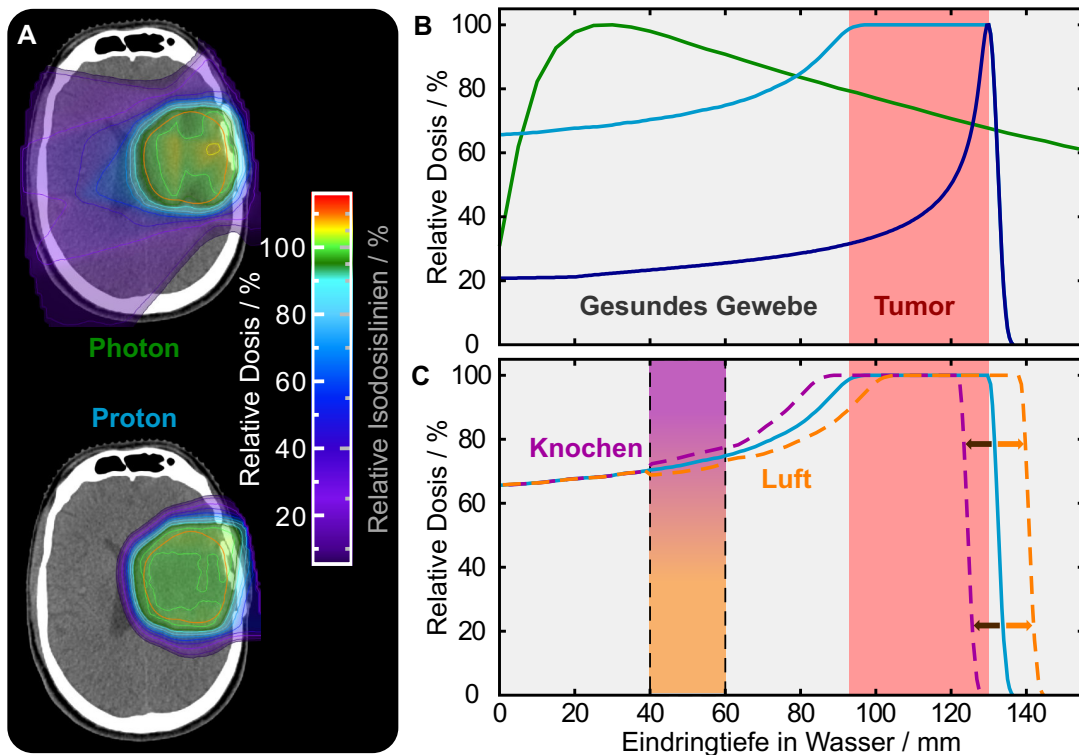 A
Photon
Proton
Relative Dosis / %
Relative Isodosislinien / %
100
80
60
40
20
B
Relative Dosis / %
100
80
60
40
20
0
Gesundes Gewebe
Tumor
C
Relative Dosis / %
100
80
60
40
20
0
Knochen
Luft
0 20 40 60 80 100 120 140
Eindringtiefe in Wasser / mm